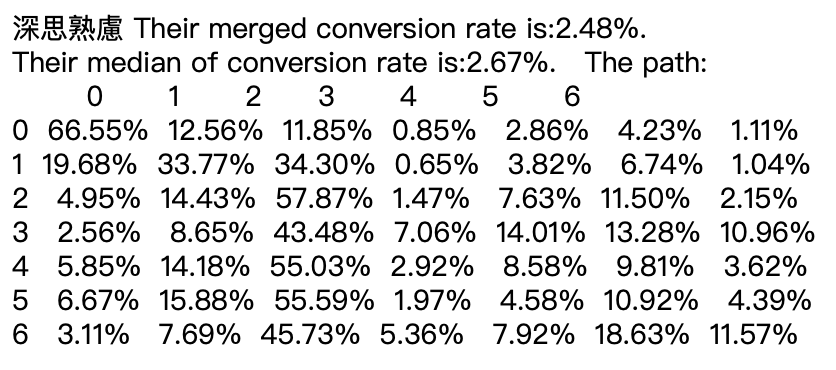 深思熟慮 Their merged conversion rate is:2.48%.
Their median of conversion rate is:2.67%. The path:
0 1 2 3 4 5 6
0 66.55% 12.56% 11.85% 0.85% 2.86% 4.23% 1.11%
1 19.68% 33.77% 34.30% 0.65% 3.82% 6.74% 1.04%
2 4.95% 14.43% 57.87% 1.47% 7.63% 11.50% 2.15%
3 2.56% 8.65% 43.48% 7.06% 14.01% 13.28% 10.96%
4 5.85% 14.18% 55.03% 2.92% 8.58% 9.81% 3.62%
5 6.67% 15.88% 55.59% 1.97% 4.58% 10.92% 4.39%
6 3.11% 7.69% 45.73% 5.36% 7.92% 18.63% 11.57%